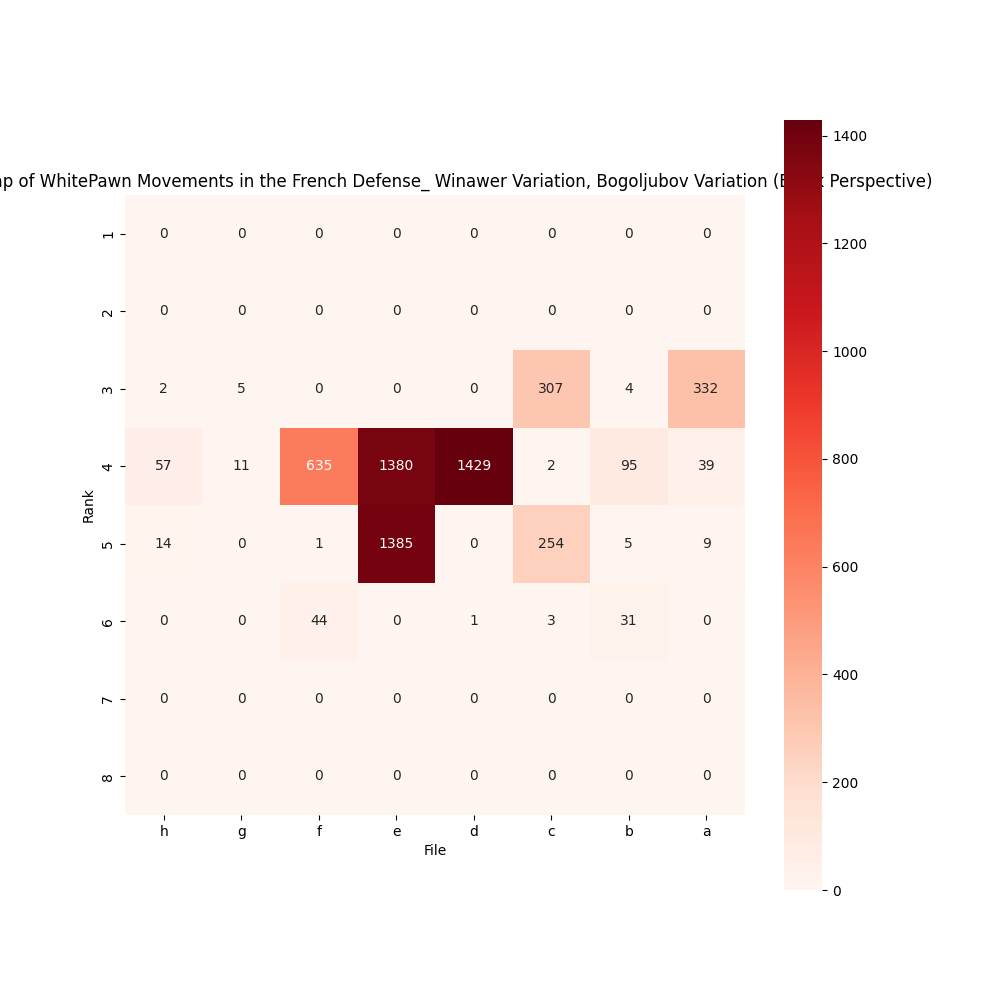 of WhitePawn Movements in the French Defense_ Winawer Variation, Bogoljubov Variation ( Perspective)
1 0 0 0 0 0 0 0 0
2 0 0 0 0 0 0 0 0
3 2 5 0 0 0 307 4 332
4 57 11 635 1380 1429 2 95 39
5 14 0 1 1385 0 254 5 9
6 0 0 44 0 1 3 31 0
7 0 0 0 0 0 0 0 0
8 0 0 0 0 0 0 0 0
h g f e d c b a
File
Rank
1400
1200
1000
800
600
400
200
0